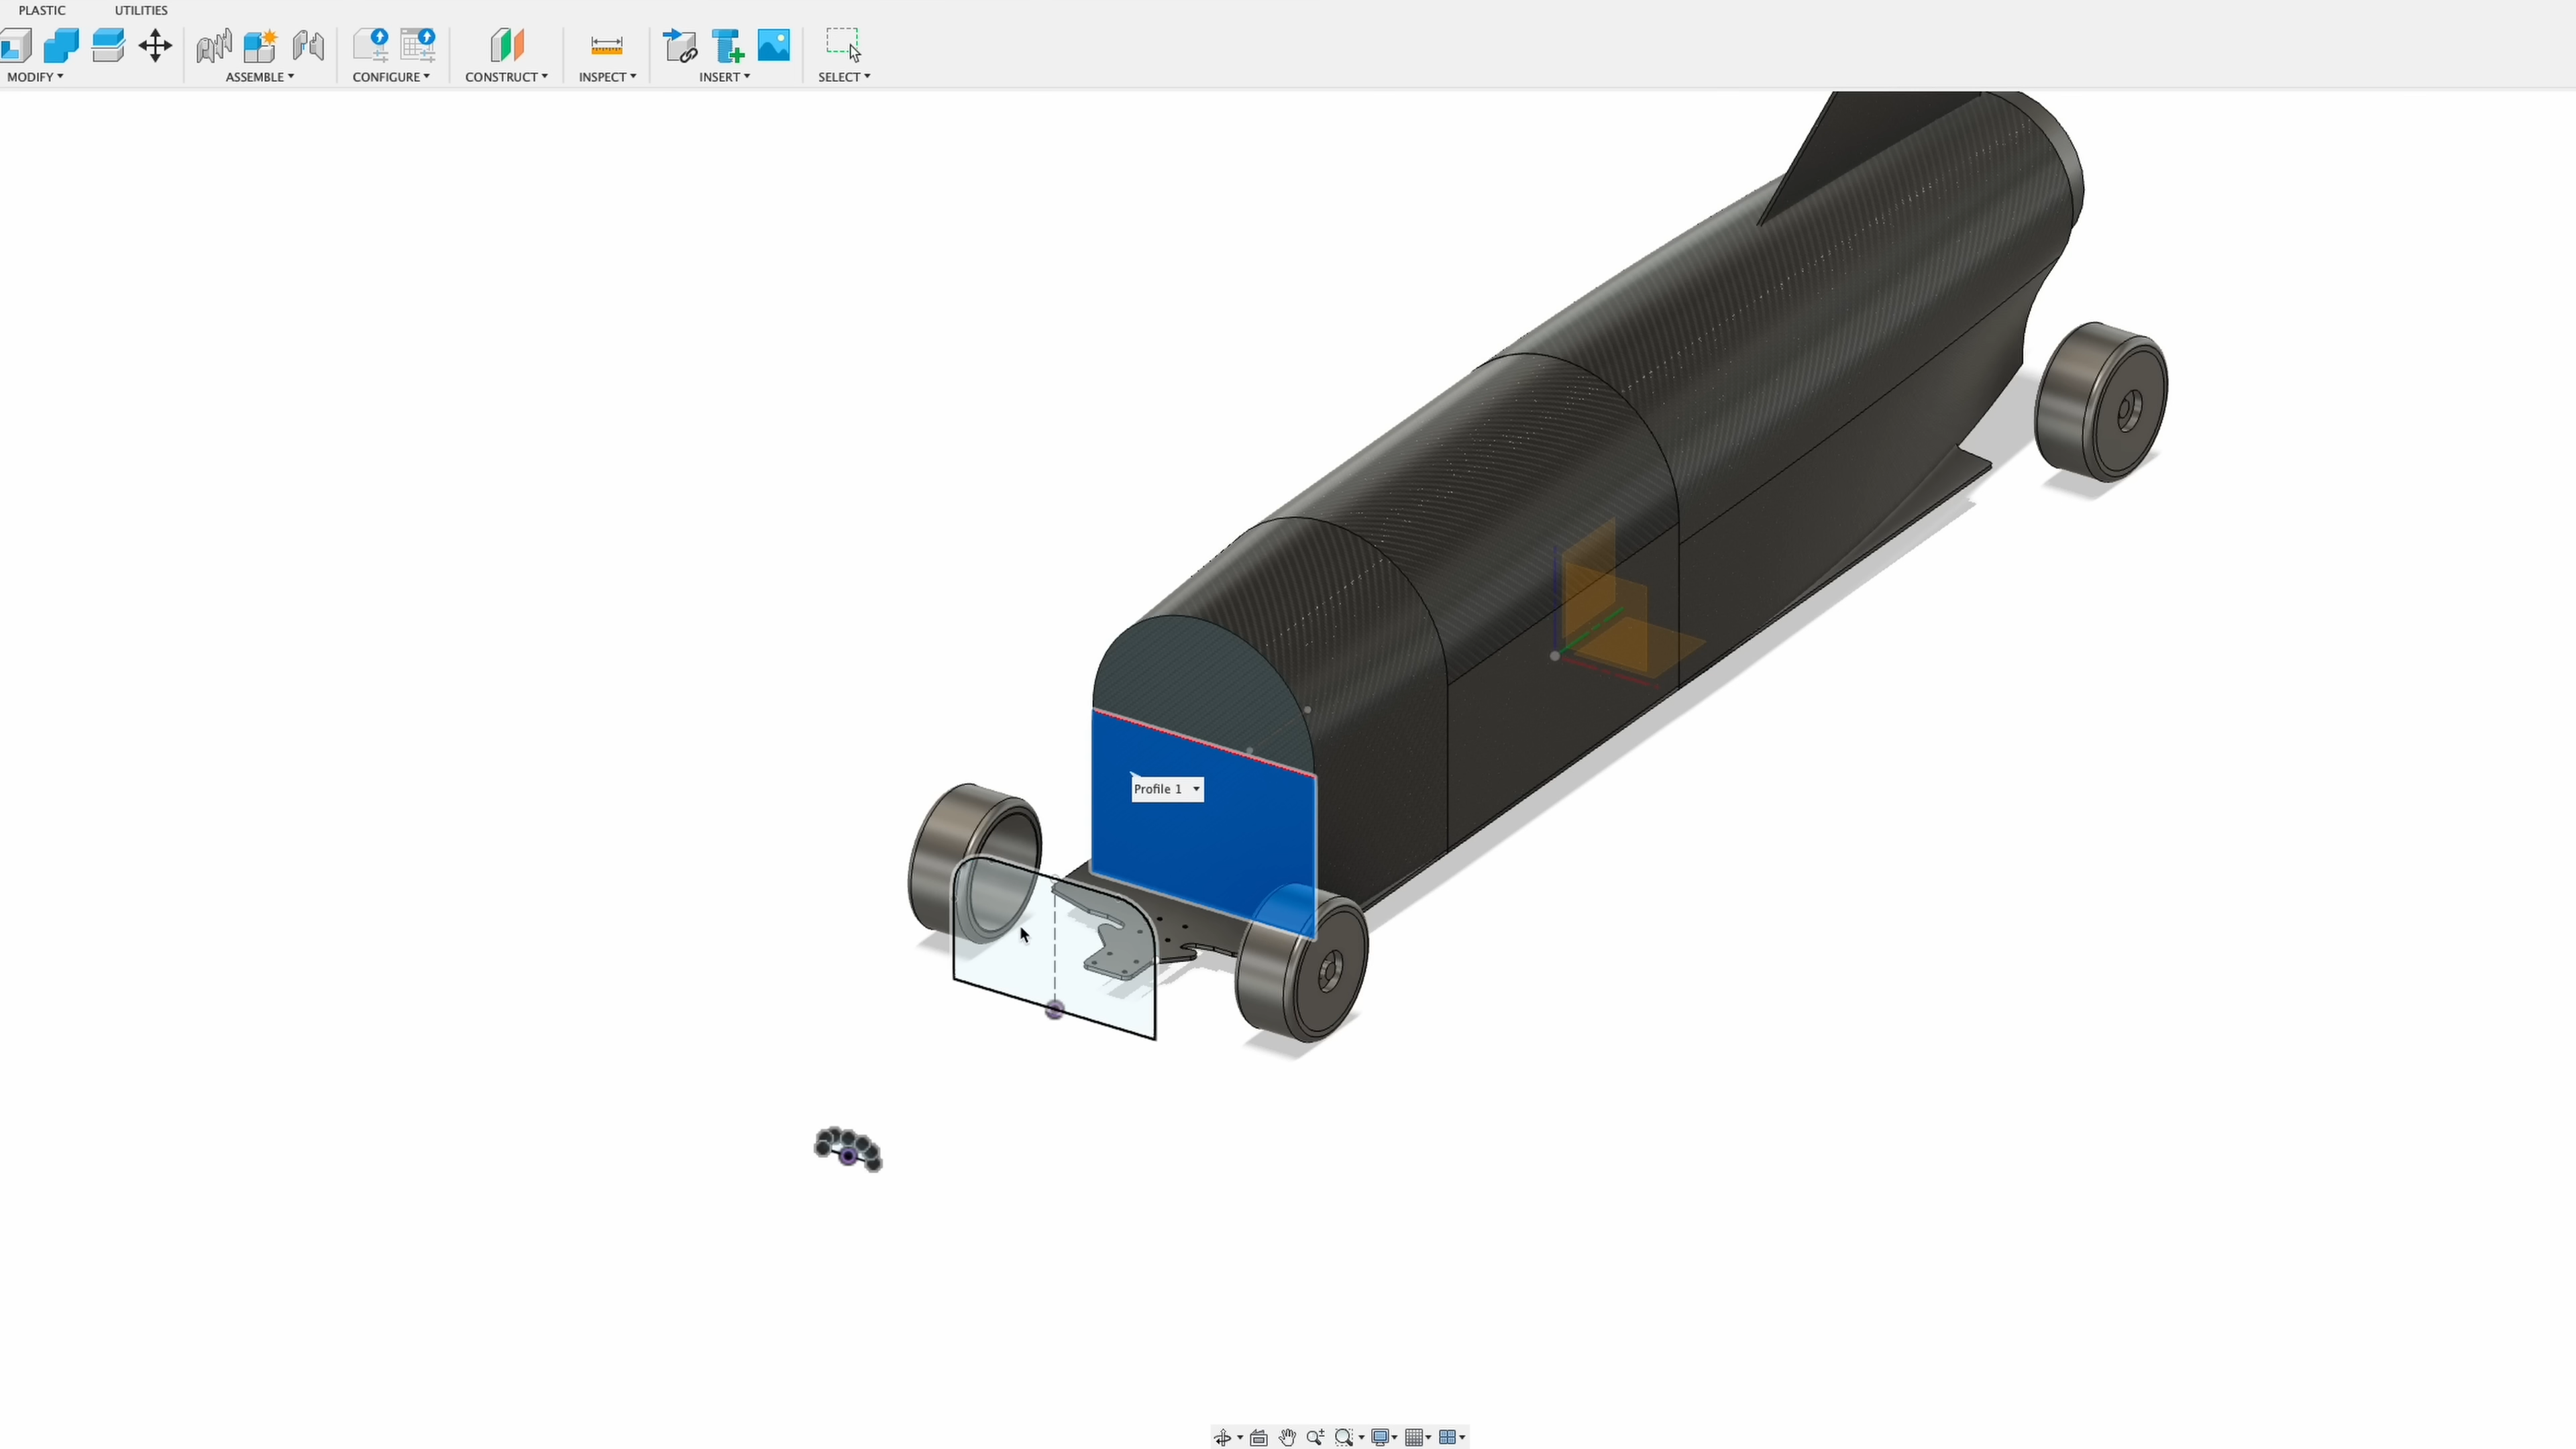 PLASTIC UTILITIES
MODIFY ASSEMBLE CONFIGURE CONSTRUCT INSPECT INSERT SELECT
Profile 1